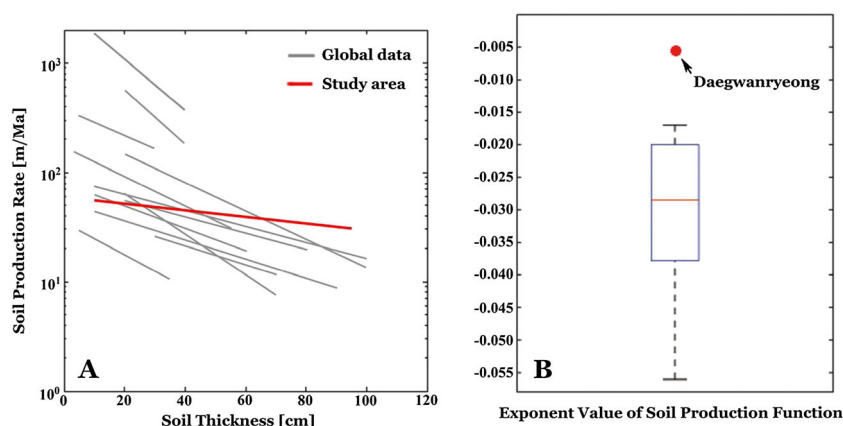 Soil Production Rate [m/Ma]
10³
10²
10¹
10⁰
Global data
Study area
A
0
20
40
60
80
100
120
Soil Thickness [cm]
-0.005
-0.010
-0.015
-0.020
-0.025
-0.030
-0.035
-0.040
-0.045
-0.050
-0.055
Daegwanryeong
B
Exponent Value of Soil Production Function